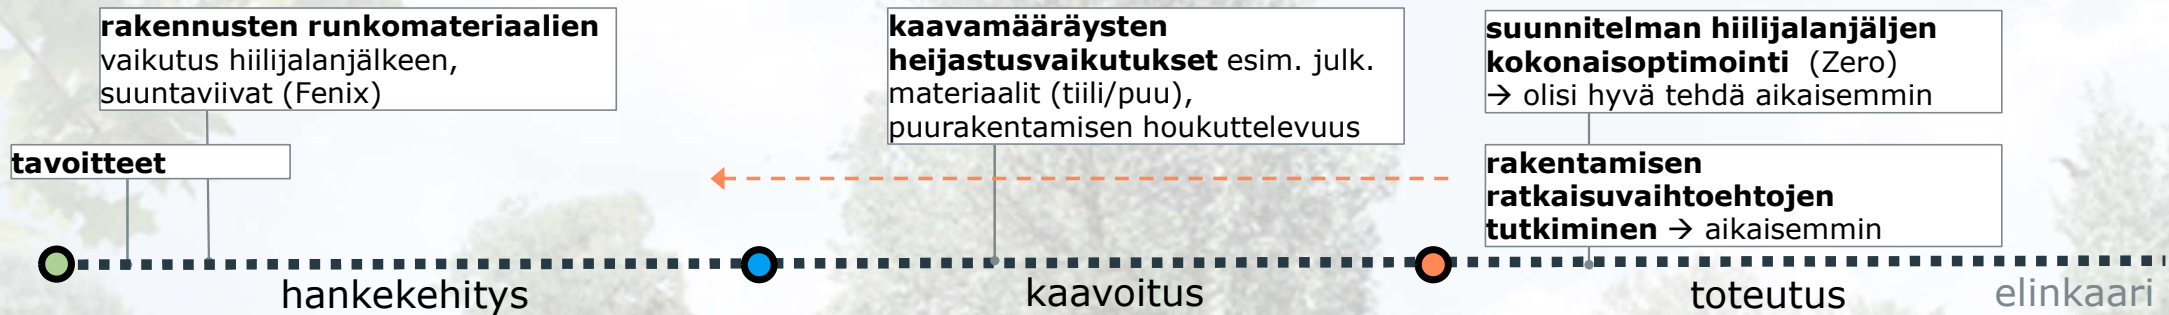 rakennusten runkomateriaalien
vaikutus hiilijalanjälkeen,
suuntaviivat (Fenix)
tavoitteet
kaavamääräysten
heijastusvaikutukset esim. julk.
materiaalit (tiili/puu),
puurakentamisen houkuttelevuus
suunnitelman hiilijalanjäljen
kokonaisoptimointi (Zero)
→ olisi hyvä tehdä aikaisemmin
rakentamisen
ratkaisuvaihtoehtojen
tutkiminen → aikaisemmin
hankekehitys
kaavoitus
toteutus
elinkaari